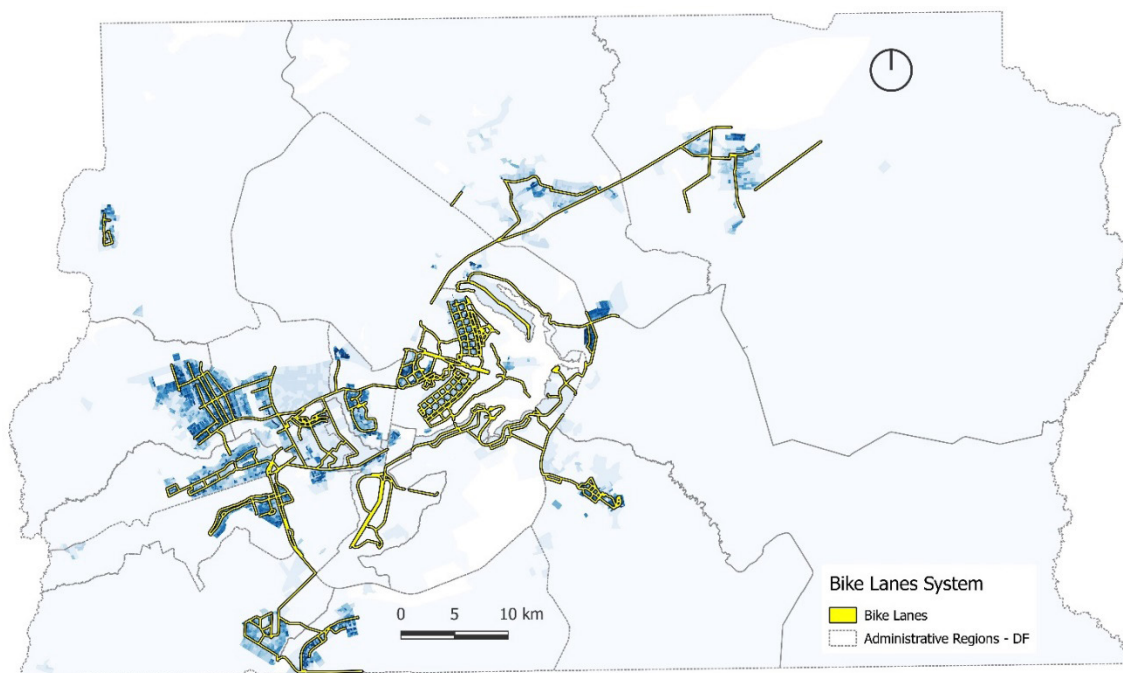 0 5 10 km
Bike Lanes System
Bike Lanes
Administrative Regions - DF